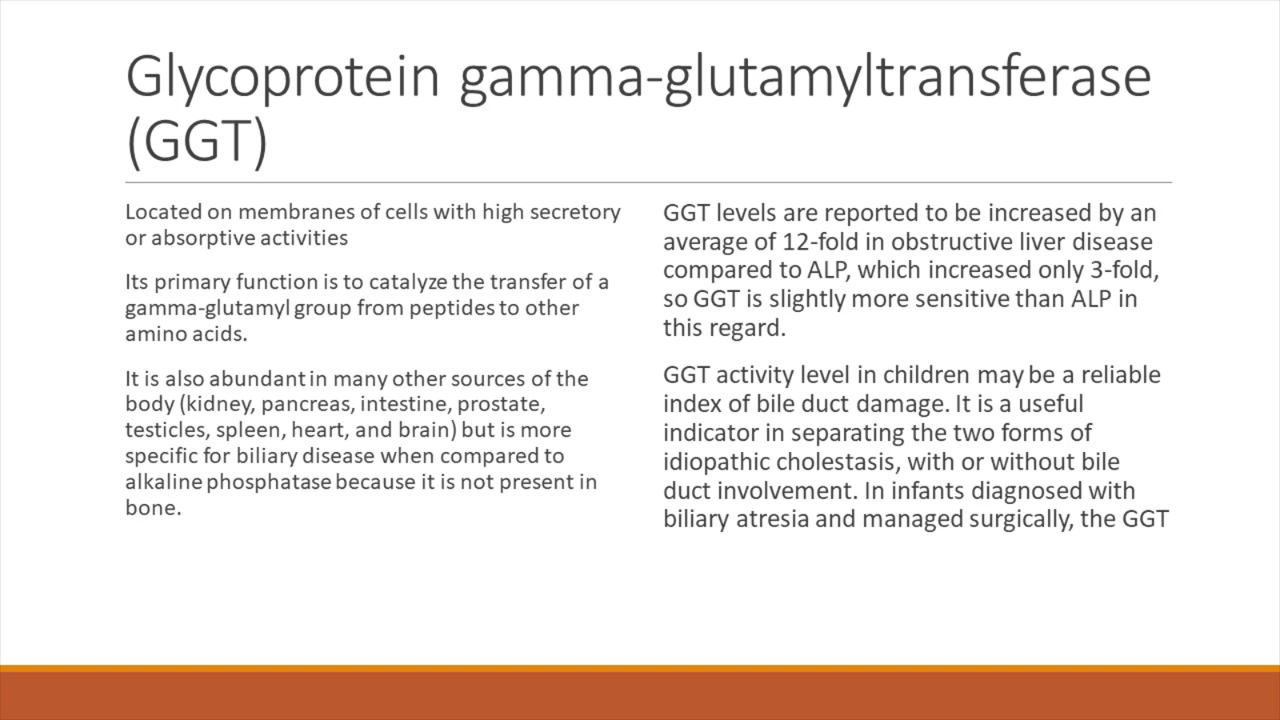 Glycoprotein gamma-glutamyltransferase
(GGT)
Located on membranes of cells with high secretory
or absorptive activities
Its primary function is to catalyze the transfer of a
gamma-glutamyl group from peptides to other
amino acids.
It is also abundant in many other sources of the
body (kidney, pancreas, intestine, prostate,
testicles, spleen, heart, and brain) but is more
specific for biliary disease when compared to
alkaline phosphatase because it is not present in
bone.
GGT levels are reported to be increased by an
average of 12-fold in obstructive liver disease
compared to ALP, which increased only 3-fold,
so GGT is slightly more sensitive than ALP in
this regard.
GGT activity level in children may be a reliable
index of bile duct damage. It is a useful
indicator in separating the two forms of
idiopathic cholestasis, with or without bile
duct involvement. In infants diagnosed with
biliary atresia and managed surgically, the GGT